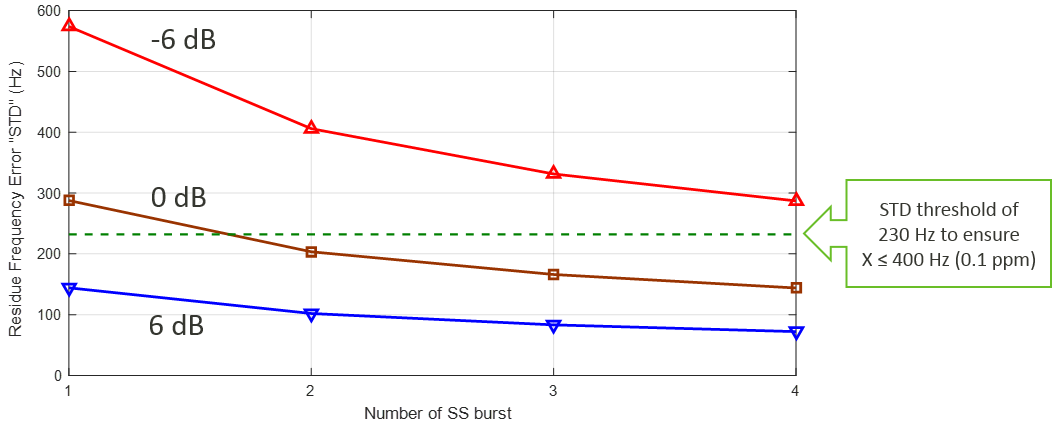 600
500
400
300
200
100
0
Residue Frequency Error "STD" (Hz)
-6 dB
0 dB
6 dB
STD threshold of
230 Hz to ensure
X ≤ 400 Hz (0.1 ppm)
1
2
3
4
Number of SS burst